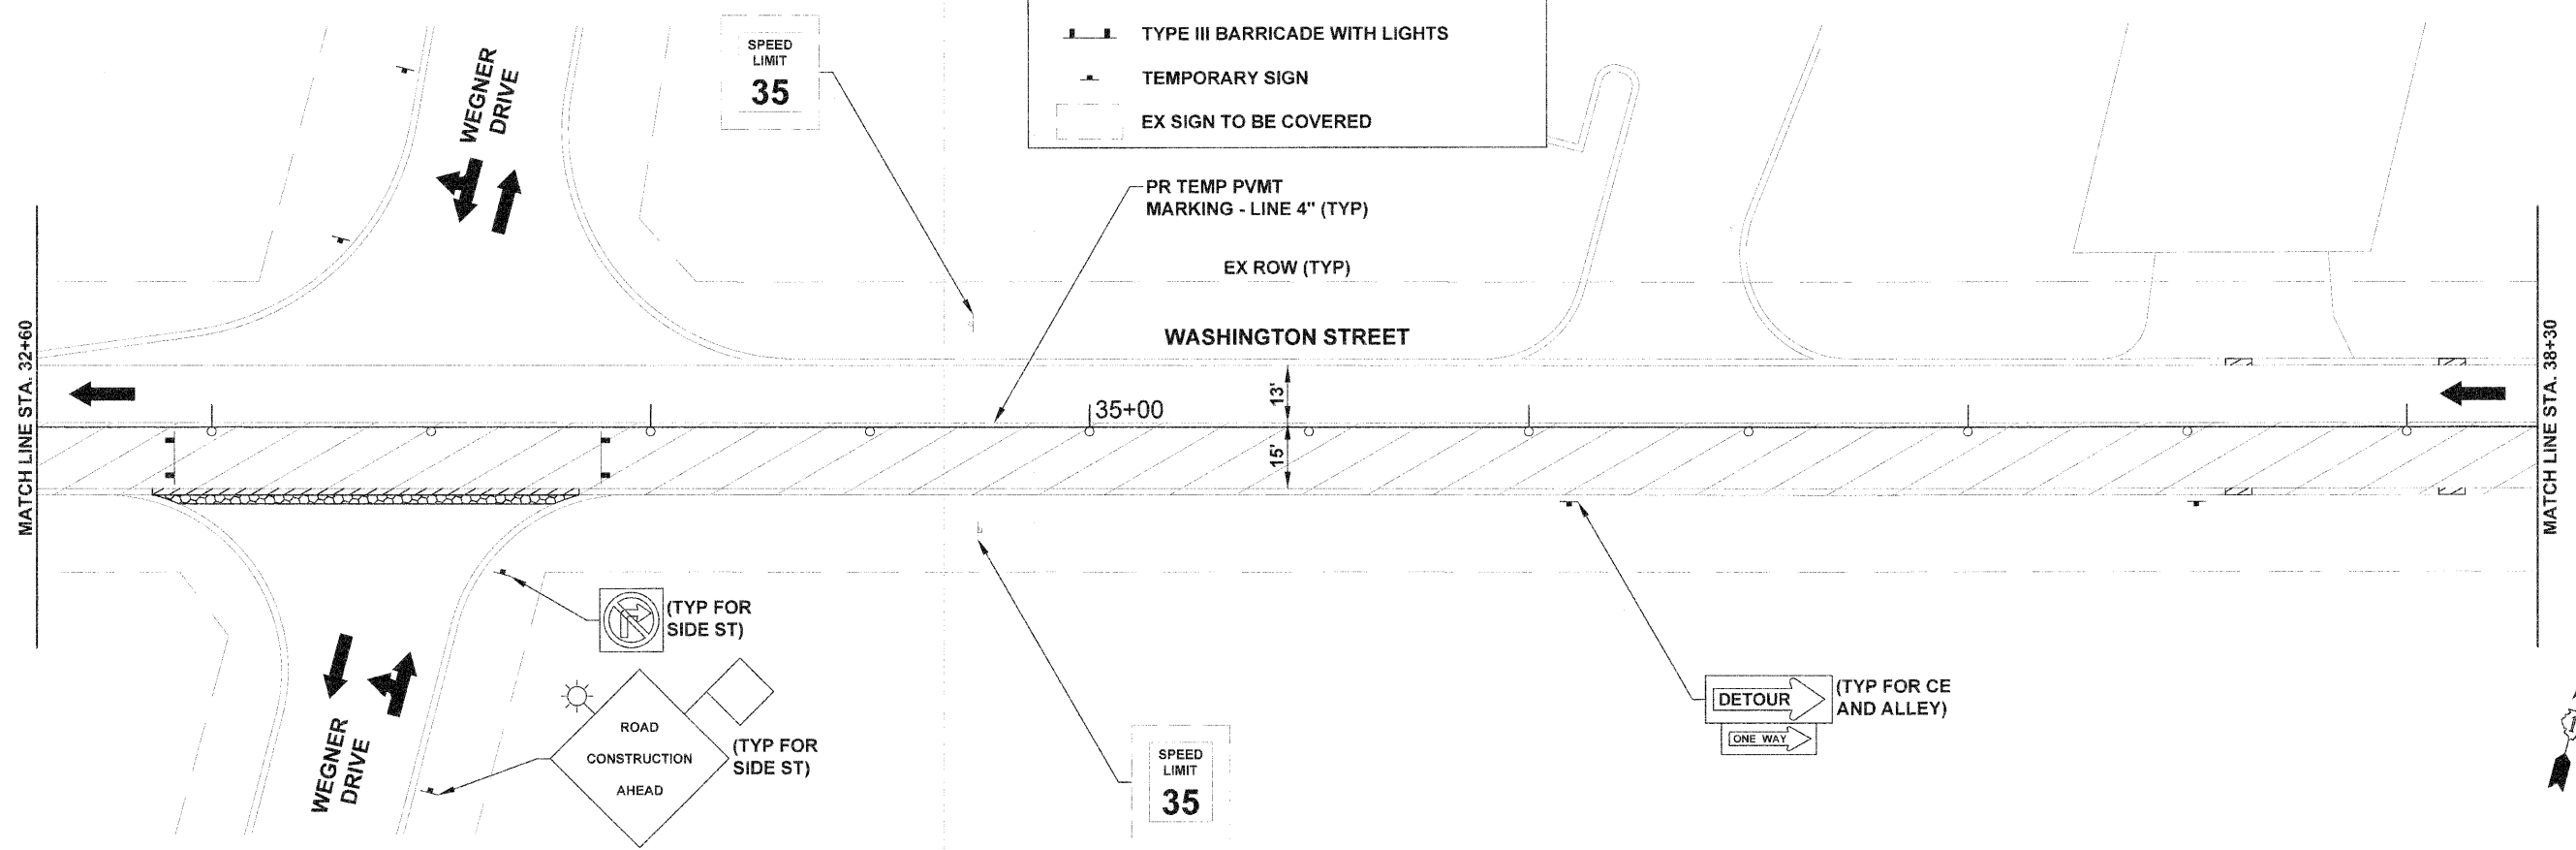 TYPE III BARRICADE WITH LIGHTS
TEMPORARY SIGN
EX SIGN TO BE COVERED
SPEED
LIMIT
35
WEGNER
DRIVE
PR TEMP PVMT
MARKING - LINE 4" (TYP)
EX ROW (TYP)
WASHINGTON STREET
MATCH LINE STA. 32+60
MATCH LINE STA. 38+30
13'
35+00
15'
(TYP FOR
SIDE ST)
ROAD
CONSTRUCTION
AHEAD
(TYP FOR
SIDE ST)
WEGNER
DRIVE
SPEED
LIMIT
35
DETOUR
ONE WAY
(TYP FOR CE
AND ALLEY)